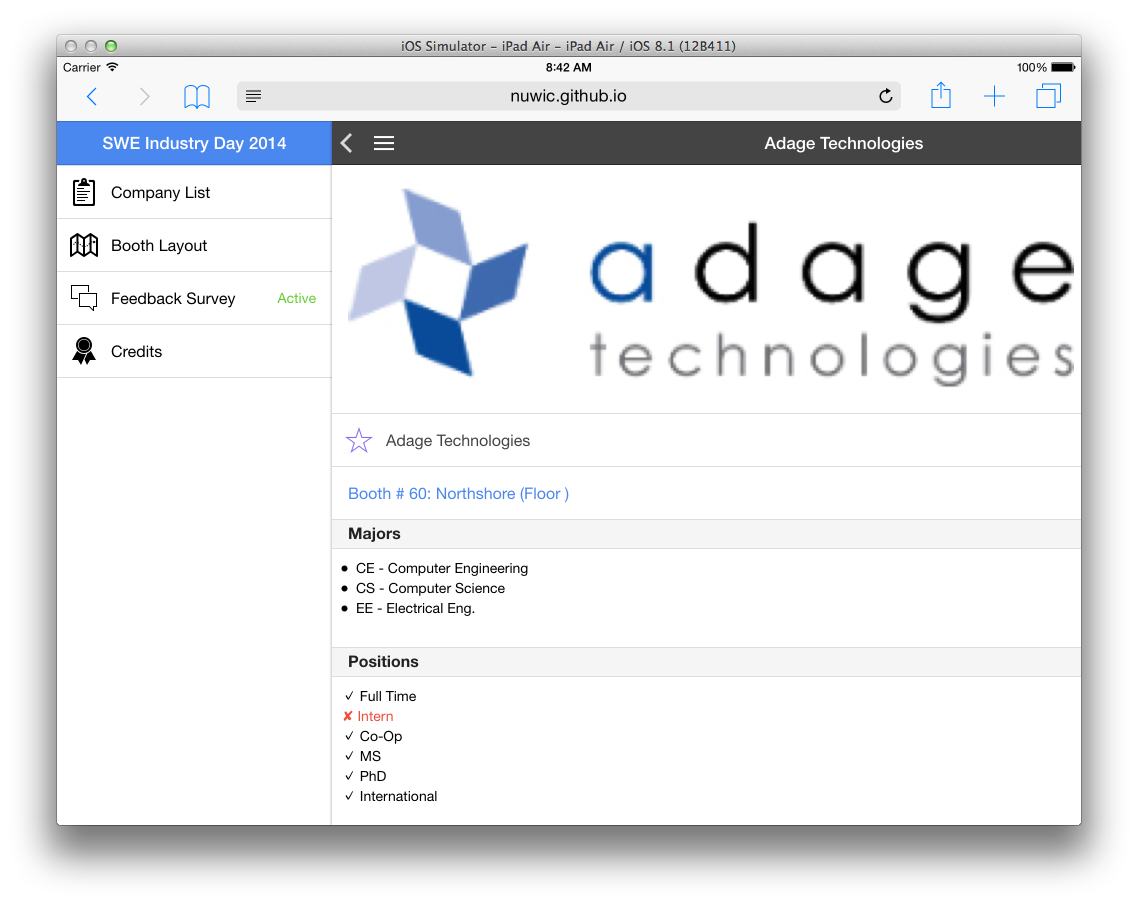 iOS Simulator – iPad Air – iPad Air / iOS 8.1 (12B411)
Carrier 8:42 AM 100%
nuwic.github.io
SWE Industry Day 2014
Company List
Booth Layout
Feedback Survey Active
Credits
Adage Technologies
adage
technologies
Adage Technologies
Booth # 60: Northshore (Floor )
Majors
● CE - Computer Engineering
● CS - Computer Science
● EE - Electrical Eng.
Positions
✓ Full Time
✘ Intern
✓ Co-Op
✓ MS
✓ PhD
✓ International